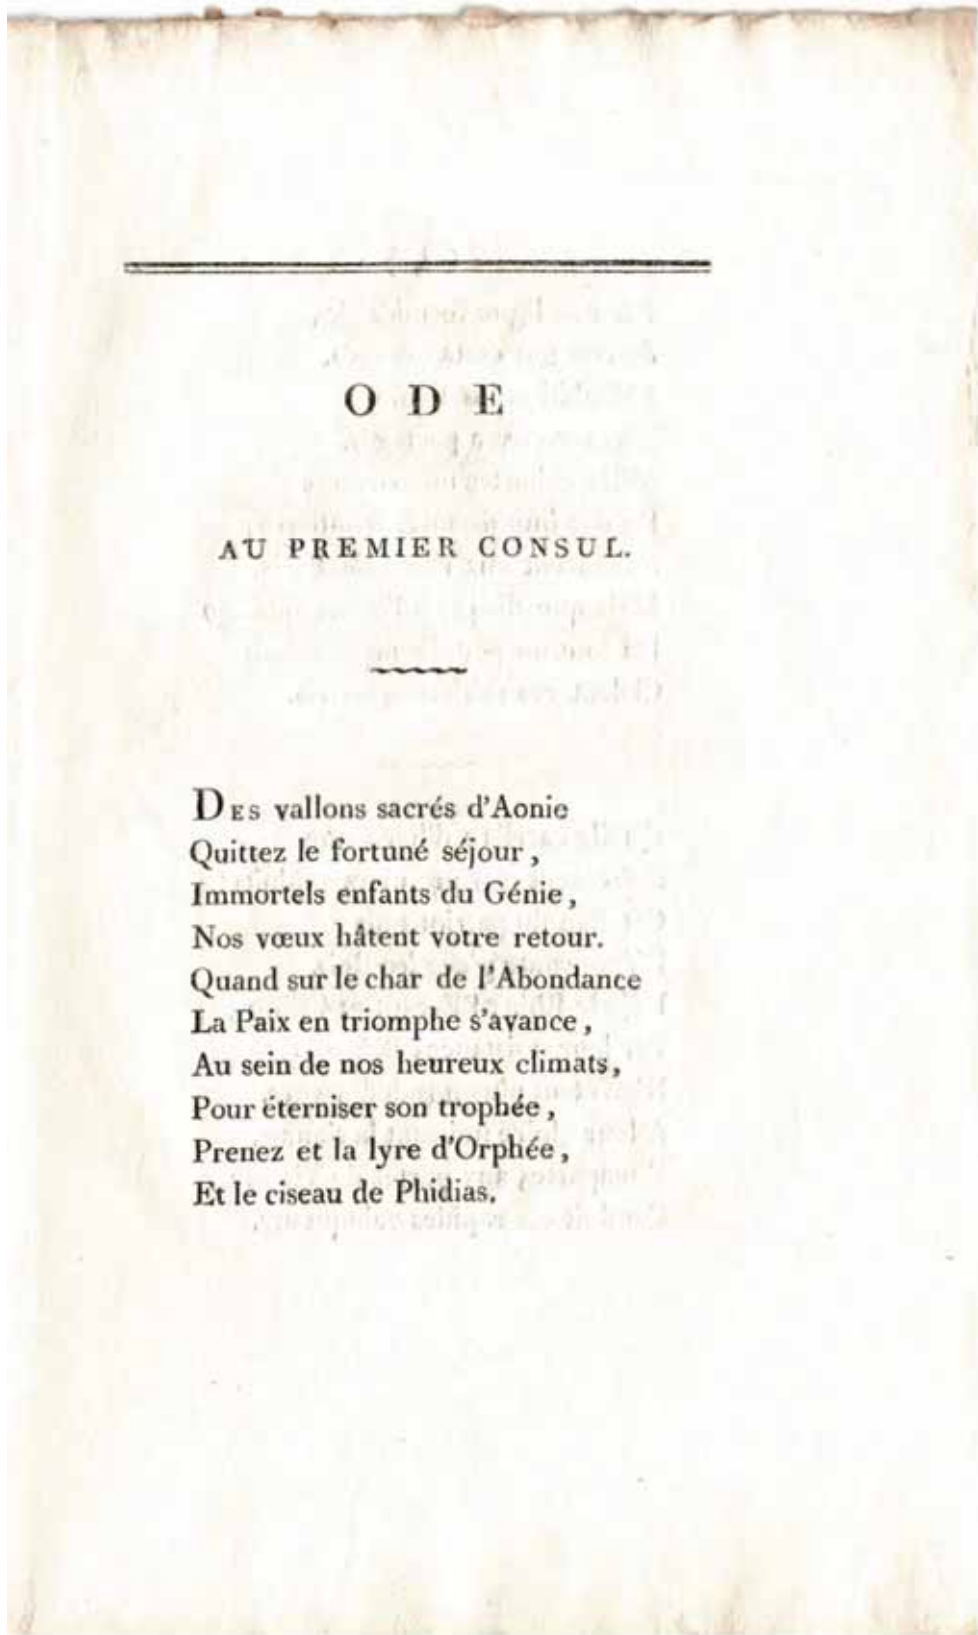 ODE
AU PREMIER CONSUL.
DES vallons sacrés d'Aonie
Quittez le fortuné séjour,
Immortels enfants du Génie,
Nos vœux hâtent votre retour.
Quand sur le char de l'Abondance
La Paix en triomphe s'avance,
Au sein de nos heureux climats,
Pour éterniser son trophée,
Prenez et la lyre d'Orphée,
Et le ciseau de Phidias.